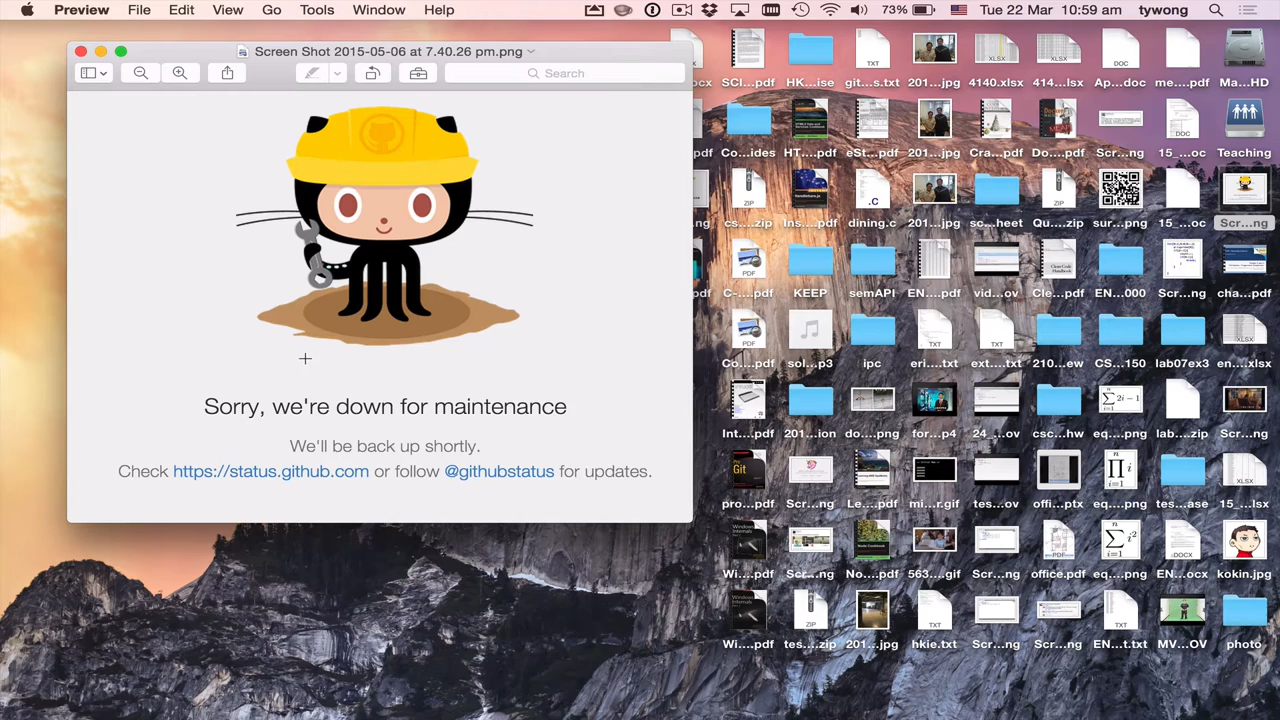 Preview File Edit View Go Tools Window Help 73% Tue 22 Mar 10:59 am tywong
Screen Shot 2015-05-06 at 7.40.26 pm.png
Search
Sorry, we're down for maintenance
We'll be back up shortly.
Check https://status.github.com or follow @githubstatus for updates.
SCI....pdf HK...ise git...s.txt 201...jpg 4140.xlsx 414...lsx Ap...doc me....pdf Ma...HD
Co...ides HT....pdf eSt...pdf 201...jpg Cra...pdf Do....pdf Scr...ng 15_...oc Teaching
cs...zip Ins....pdf dining.c 201...jpg sc...heet Qu...zip sur...png 15_...oc Scr...ng
C-....pdf KEEP semAPI EN....pdf vid...ov Cle...pdf EN...000 Scr...ng cha...pdf
Co....pdf sol...p3 ipc eri...txt ext...txt 210...ew CS...150 lab07ex3 en...xlsx
Int....pdf 201...ion do...png for...p4 24_...ov csc...hw eq...png lab...zip Scr...ng
pro...pdf Scr...ng Le....pdf mi...r.gif tes...ov offi...ptx eq...png tes...ase 15_...lsx
Wi....pdf Scr...ng No....pdf 563....gif Scr...ng office.pdf eq...png EN...ocx kokin.jpg
Wi....pdf tes...zip 201...jpg hkie.txt Scr...ng Scr...ng EN...t.txt MV...OV photo